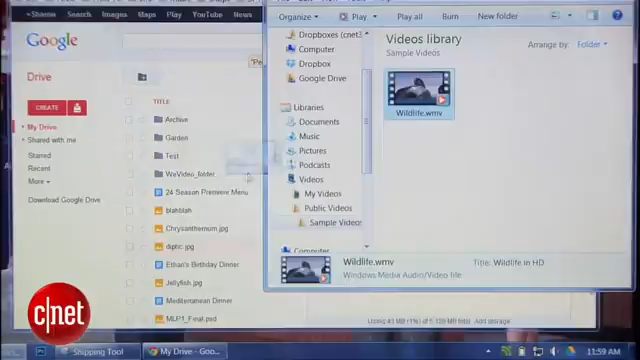 +Shawne Search Images Maps Play YouTube News
Google
Drive
CREATE
My Drive
Shared with me
Starred
Recent
More
Download Google Drive
TITLE
Archive
Garden
Test
WeVideo_folder
24 Season Premiere Menu
blahblah
Chrysanthemum.jpg
diptic.jpg
Ethan's Birthday Dinner
Jellyfish.jpg
Mediterranean Dinner
MLP1_Final.psd
Organize
Play
Play all
Burn
New folder
Dropboxes (cnet3
Computer
Dropbox
Google Drive
Libraries
Documents
Music
Pictures
Podcasts
Videos
My Videos
Public Videos
Sample Videos
Computer
Videos library
Sample Videos
Arrange by: Folder
Wildlife.wmv
Wildlife.wmv
Title: Wildlife in HD
Windows Media Audio/Video file
Add storage
c|net
Snipping Tool
My Drive - Goo...
11:59 AM